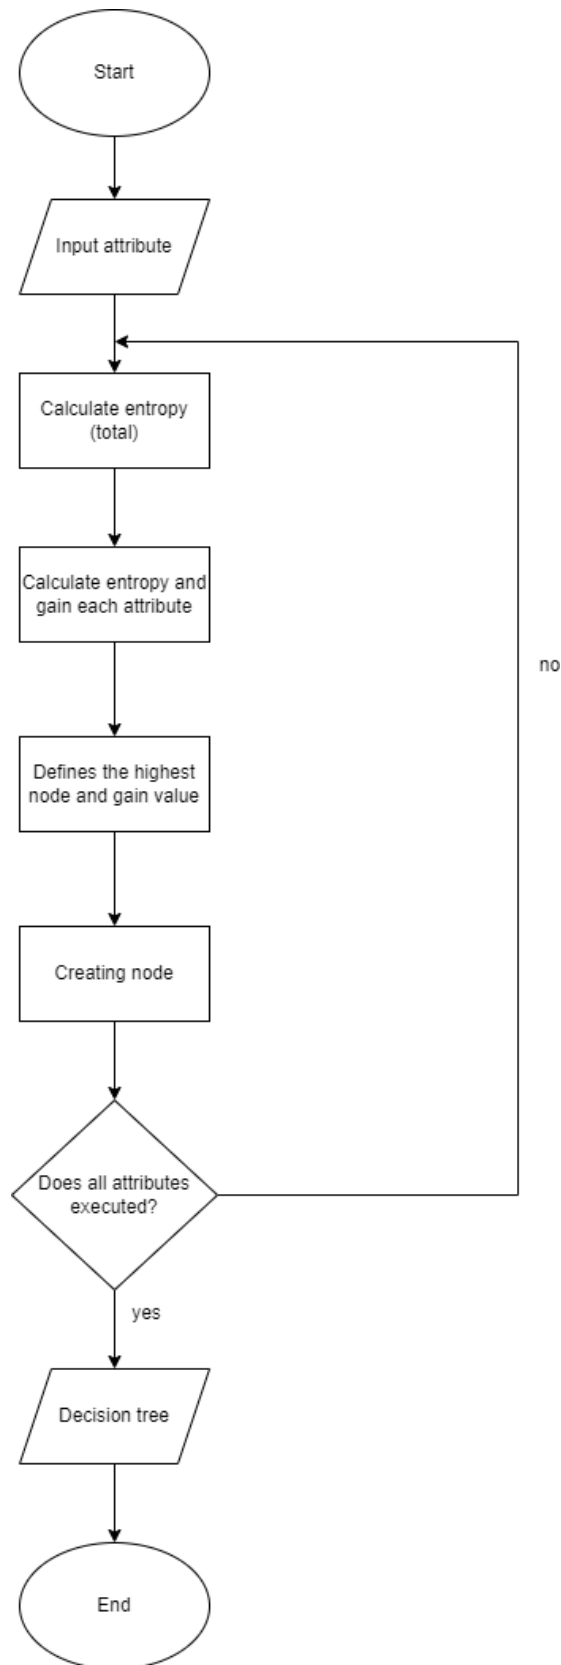 Start
Input attribute
Calculate entropy
(total)
Calculate entropy and
gain each attribute
no
Defines the highest
node and gain value
Creating node
Does all attributes
executed?
yes
Decision tree
End